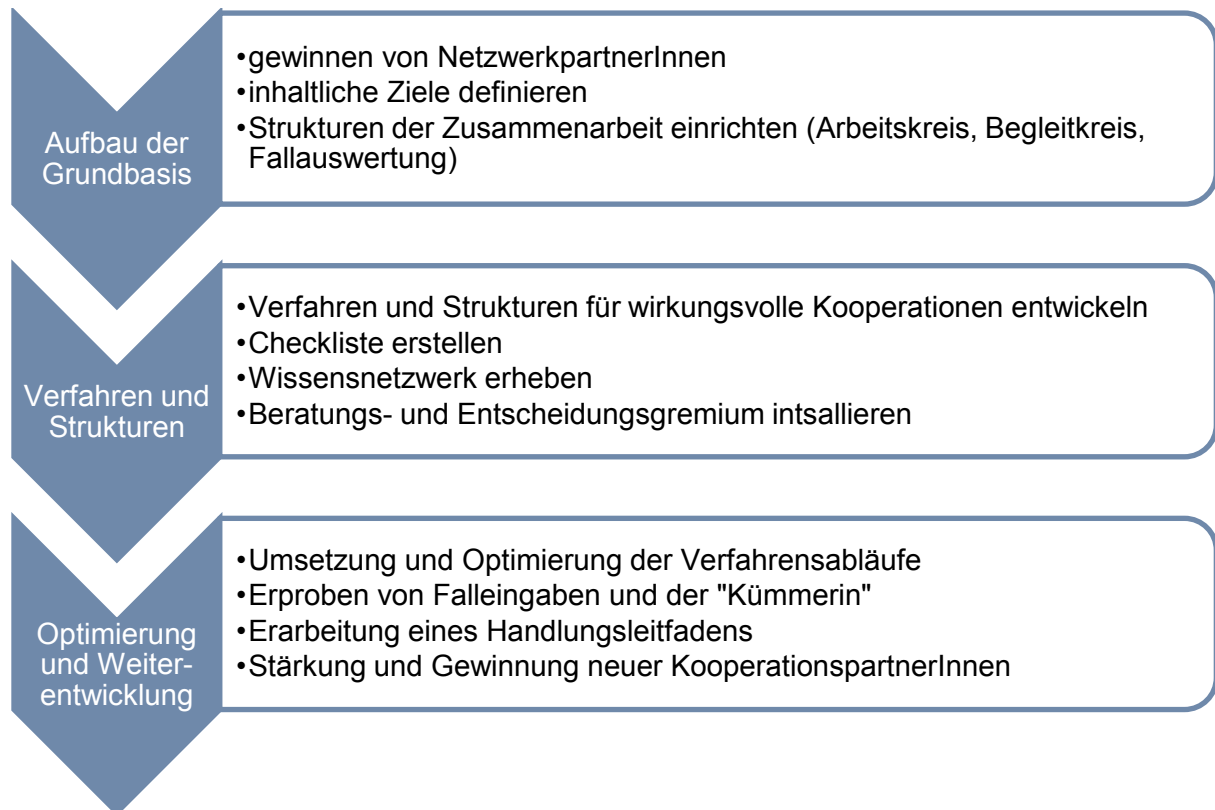 Aufbau der
Grundbasis
•gewinnen von NetzwerkpartnerInnen
•inhaltliche Ziele definieren
•Strukturen der Zusammenarbeit einrichten (Arbeitskreis, Begleitkreis,
Fallauswertung)
Verfahren und
Strukturen
•Verfahren und Strukturen für wirkungsvolle Kooperationen entwickeln
•Checkliste erstellen
•Wissensnetzwerk erheben
•Beratungs- und Entscheidungsgremium intsallieren
Optimierung
und Weiter-
entwicklung
•Umsetzung und Optimierung der Verfahrensabläufe
•Erproben von Falleingaben und der "Kümmerin"
•Erarbeitung eines Handlungsleitfadens
•Stärkung und Gewinnung neuer KooperationspartnerInnen